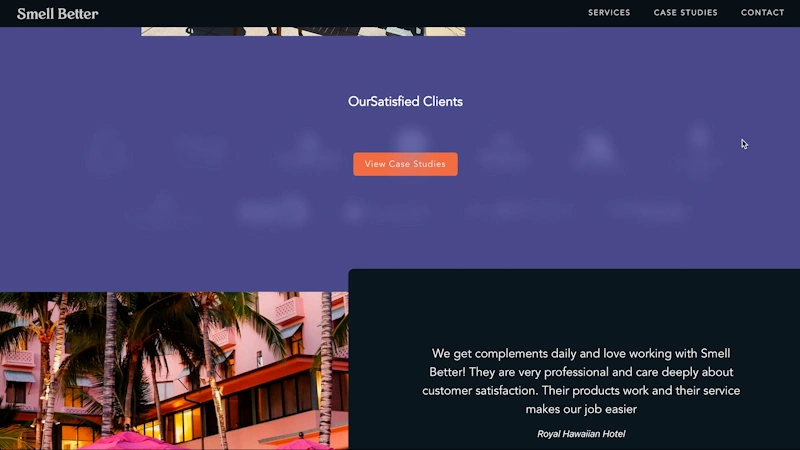 Smell Better
SERVICES CASE STUDIES CONTACT
OurSatisfied Clients
View Case Studies
We get complements daily and love working with Smell
Better! They are very professional and care deeply about
customer satisfaction. Their products work and their service
makes our job easier
Royal Hawaiian Hotel